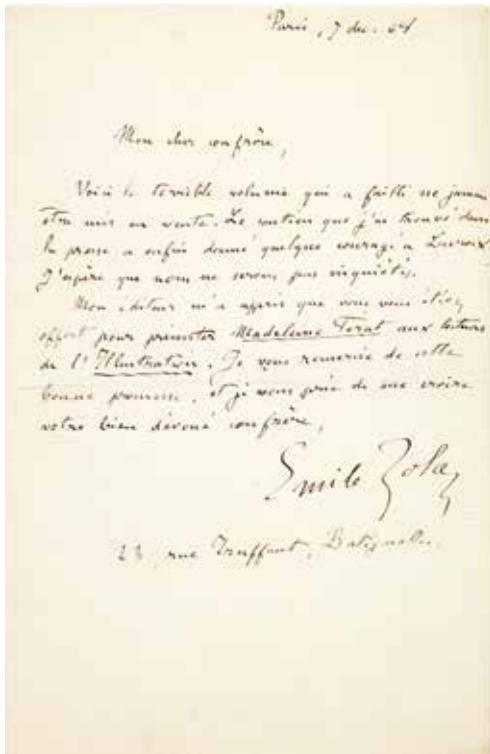 Paris, 7 déc. 68
Mon cher confrère,
Voici le terrible volume qui a failli ne jamais
être mis en vente. Le soutien que j'ai trouvé dans
la presse a enfin donné quelque courage à Lacroix.
J'espère que nous ne serons pas inquiétés.
Mon éditeur m'a appris que vous vous étiez
offert pour présenter Madeleine Férat aux lecteurs
de l'Illustration. Je vous remercie de cette
bonne promesse, et je vous prie de me croire
votre bien dévoué confrère,
Emile Zola
23 rue Truffaut, Batignolles.